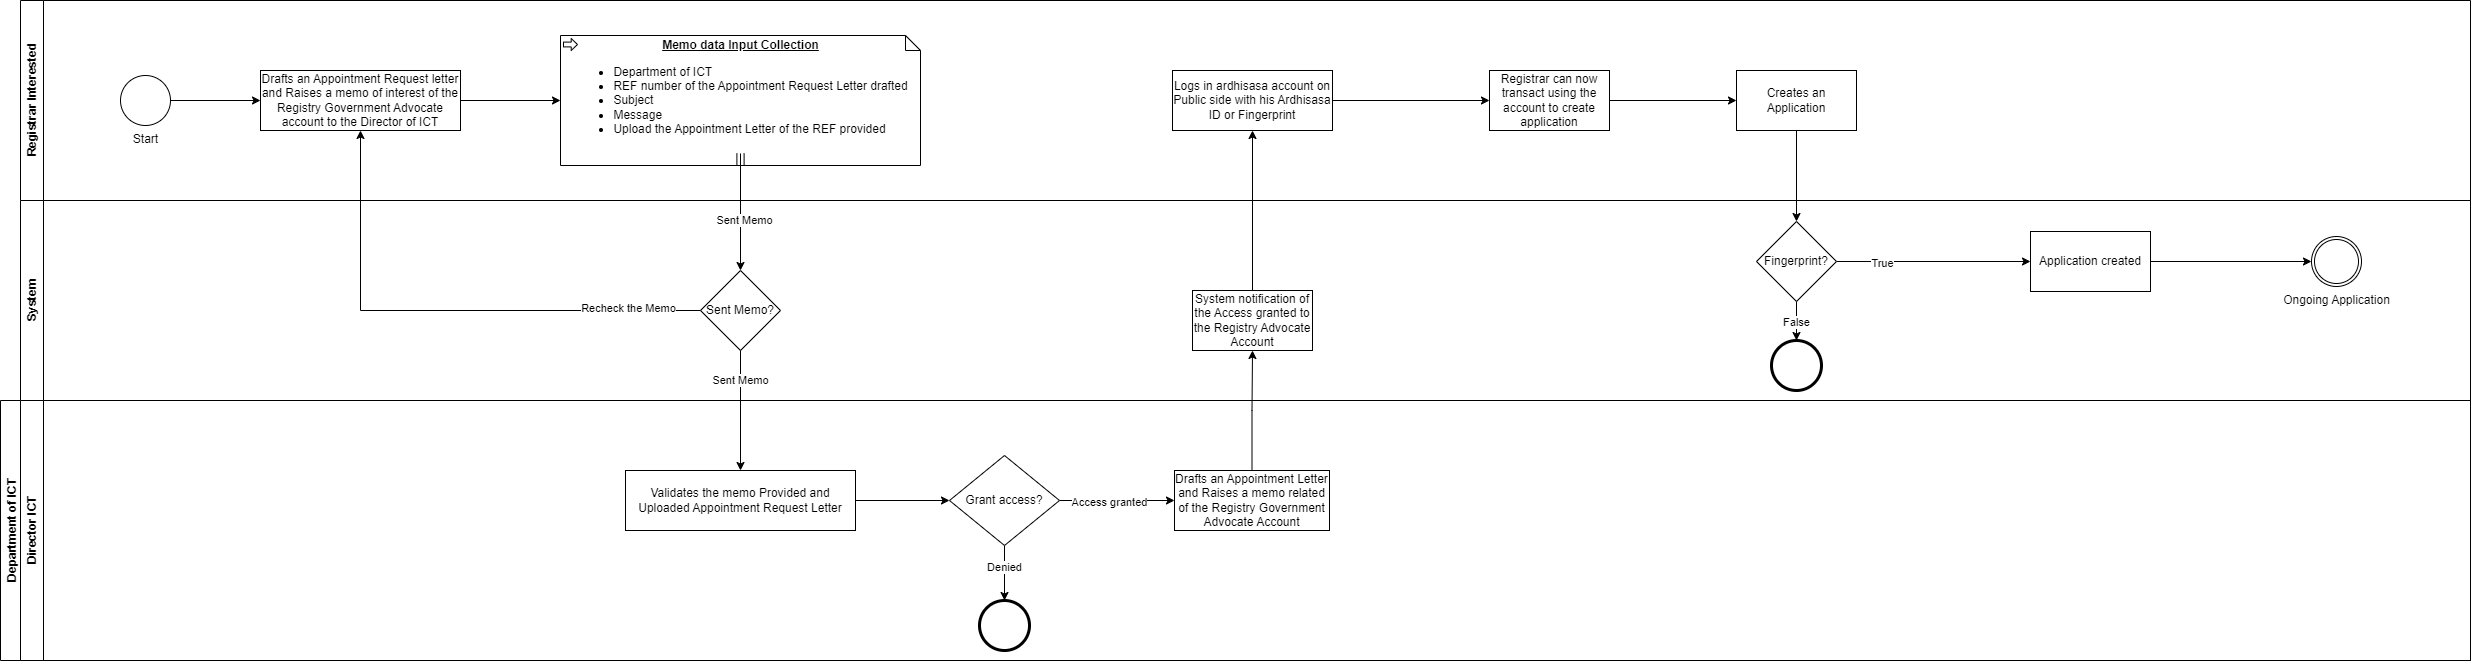 Registrar Interested
Start
Drafts an Appointment Request letter
and Raises a memo of interest of the
Registry Government Advocate
account to the Director of ICT
Memo data Input Collection
• Department of ICT
• REF number of the Appointment Request Letter drafted
• Subject
• Message
• Upload the Appointment Letter of the REF provided
Logs in ardhisasa account on
Public side with his Ardhisasa
ID or Fingerprint
Registrar can now
transact using the
account to create
application
Creates an
Application
System
Sent Memo
Sent Memo?
Recheck the Memo
Sent Memo
System notification of
the Access granted to
the Registry Advocate
Account
Fingerprint?
True
False
Application created
Ongoing Application
Department of ICT
Director ICT
Validates the memo Provided and
Uploaded Appointment Request Letter
Grant access?
Access granted
Denied
Drafts an Appointment Letter
and Raises a memo related
of the Registry Government
Advocate Account